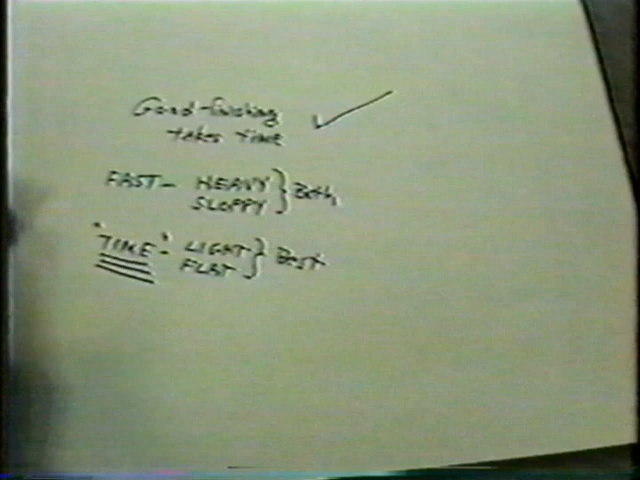 Good finishing ✓
takes time
FAST - HEAVY } Both,
SLOPPY
"TIME" - LIGHT } Best
FLAT